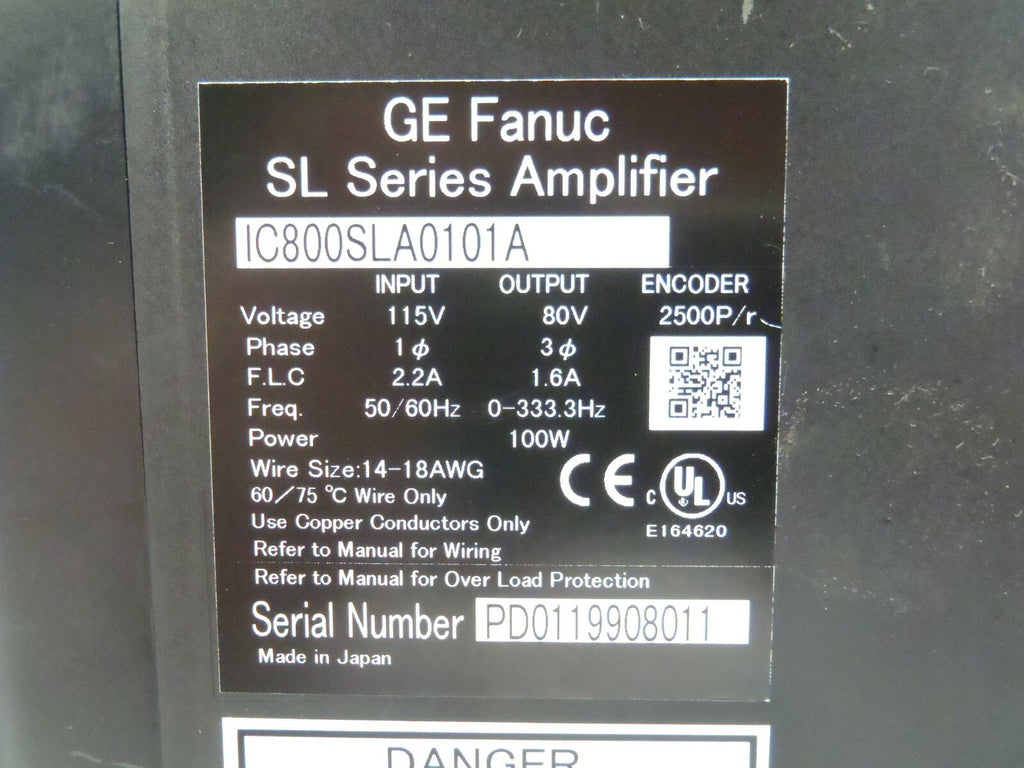 GE Fanuc
SL Series Amplifier
IC800SLA0101A
INPUT OUTPUT ENCODER
Voltage 115V 80V 2500P/r
Phase 1ϕ 3ϕ
F.L.C 2.2A 1.6A
Freq. 50/60Hz 0-333.3Hz
Power 100W
Wire Size:14-18AWG
60/75 ℃ Wire Only
CE C UL ® US
E164620
Use Copper Conductors Only
Refer to Manual for Wiring
Refer to Manual for Over Load Protection
Serial Number PD0119908011
Made in Japan
DANGER